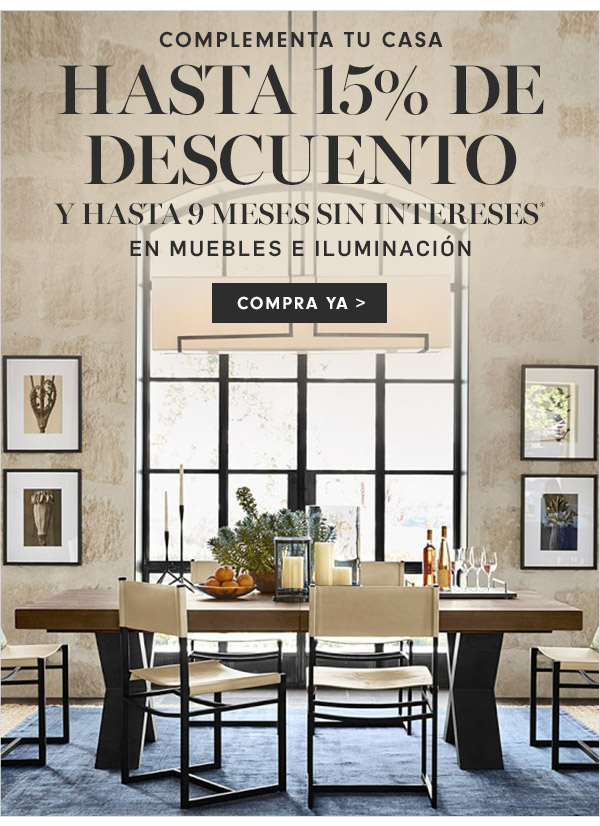 COMPLEMENTA TU CASA
HASTA 15% DE
DESCUENTO
Y HASTA 9 MESES SIN INTERESES*
EN MUEBLES E ILUMINACIÓN
COMPRA YA >